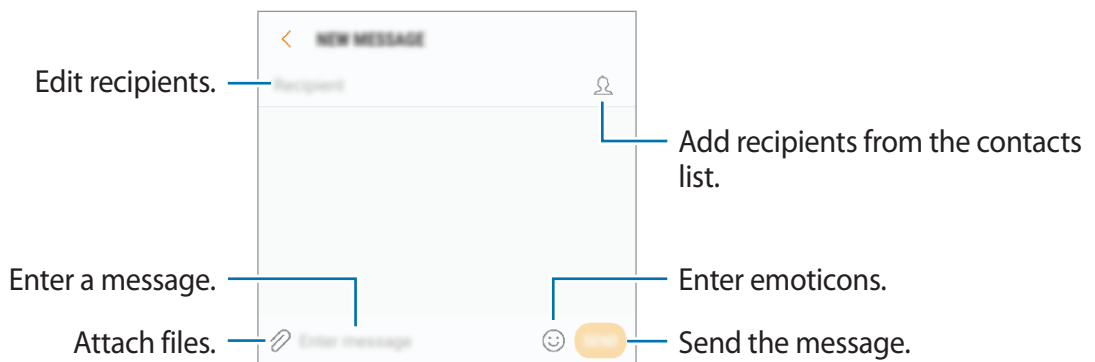 NEW MESSAGE
Edit recipients.
Recipient
Add recipients from the contacts
list.
Enter a message.
Enter emoticons.
Attach files.
Enter message
SEND
Send the message.